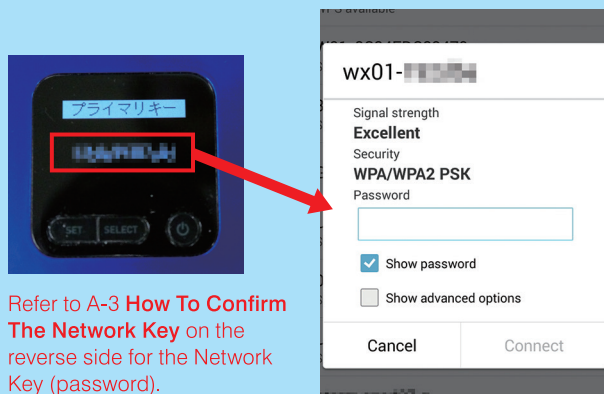 プライマリキー
SET
SELECT
Refer to A-3 How To Confirm
The Network Key on the
reverse side for the Network
Key (password).
wx01-
Signal strength
Excellent
Security
WPA/WPA2 PSK
Password
Show password
Show advanced options
Cancel
Connect